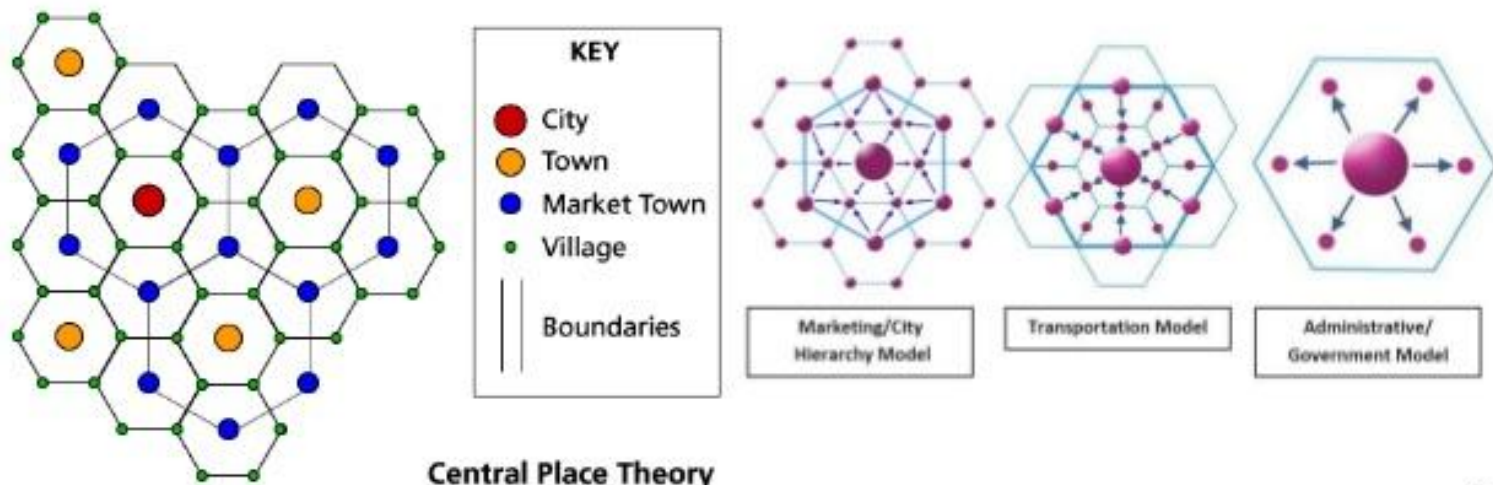 KEY
City
Town
Market Town
Village
Boundaries
Marketing/City
Hierarchy Model
Transportation Model
Administrative/
Government Model
Central Place Theory